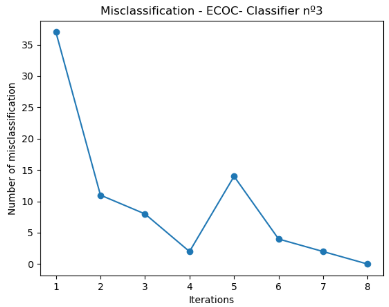 Misclassification - ECOC- Classifier nº3
Number of misclassification
35
30
25
20
15
10
5
0
1 2 3 4 5 6 7 8
Iterations